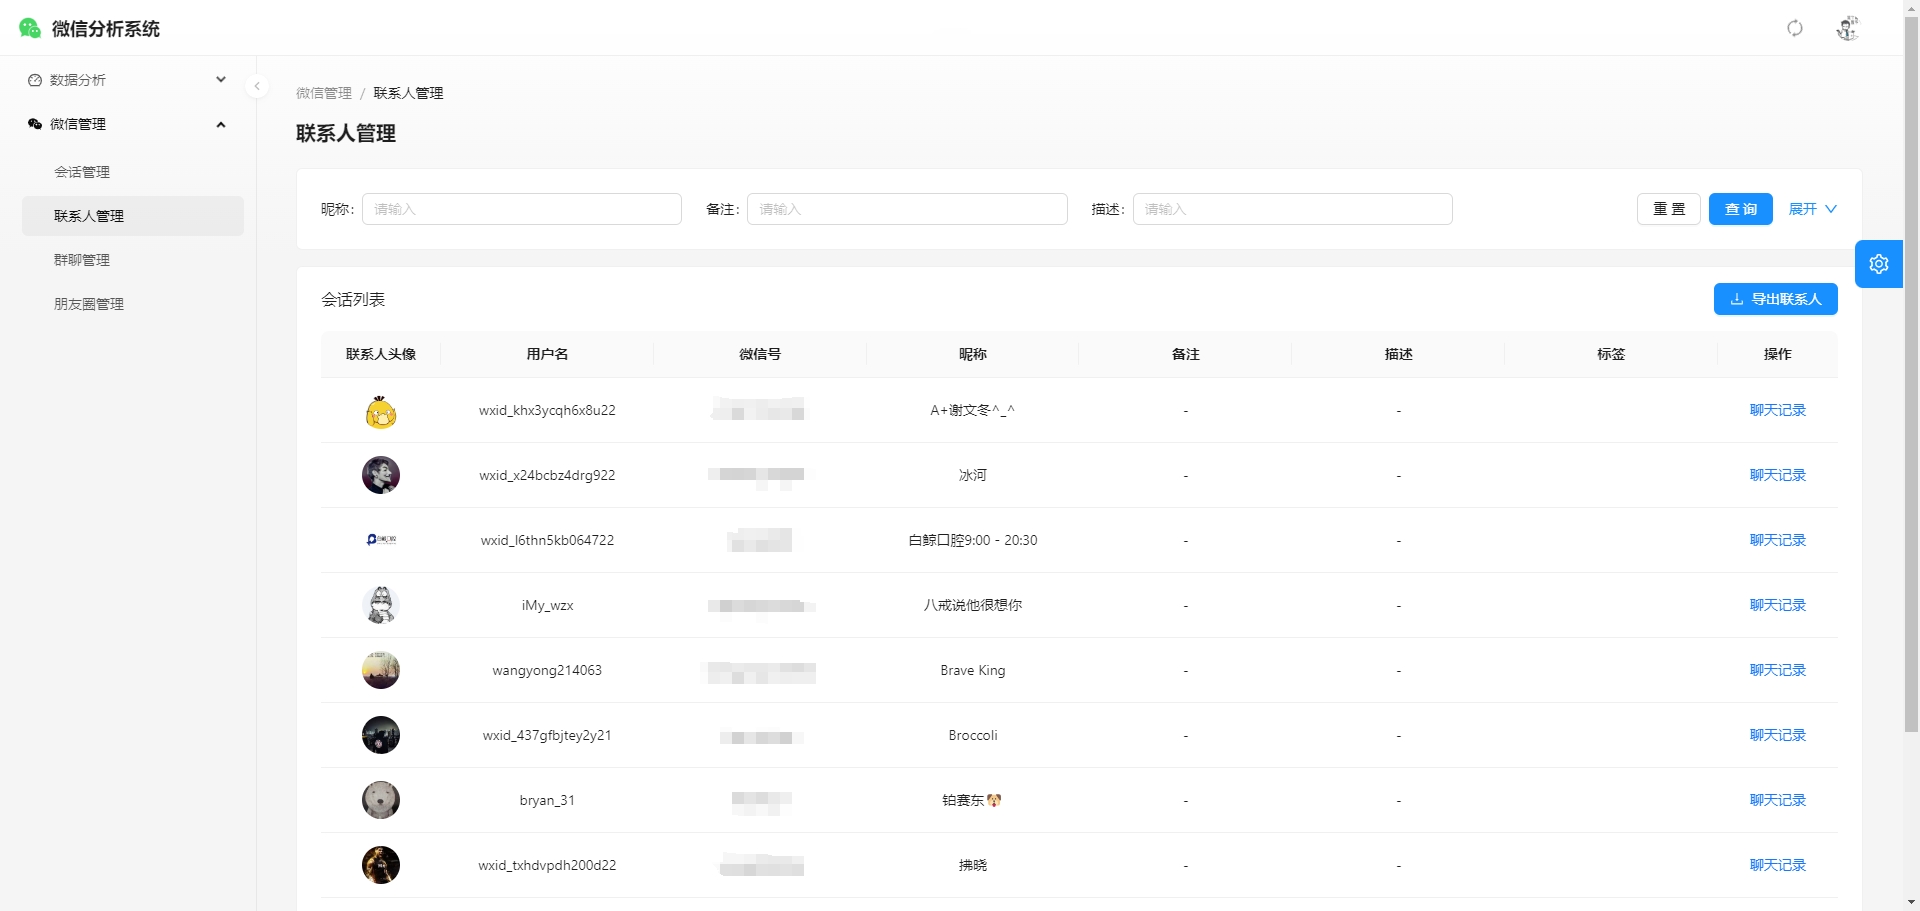 微信分析系统
数据分析
微信管理
会话管理
联系人管理
群聊管理
朋友圈管理
微信管理 / 联系人管理
联系人管理
昵称: 请输入 备注: 请输入 描述: 请输入 重 置 查 询 展开
会话列表 导出联系人
联系人头像 用户名 微信号 昵称 备注 描述 标签 操作
wxid_khx3ycqh6x8u22 A+谢文冬^_^ - - 聊天记录
wxid_x24bcbz4drg922 冰河 - - 聊天记录
wxid_l6thn5kb064722 白鲸口腔9:00 - 20:30 - - 聊天记录
iMy_wzx 八戒说他很想你 - - 聊天记录
wangyong214063 Brave King - - 聊天记录
wxid_437gfbjtey2y21 Broccoli - - 聊天记录
bryan_31 铂赛东🐶 - - 聊天记录
wxid_txhdvpdh200d22 拂晓 - - 聊天记录